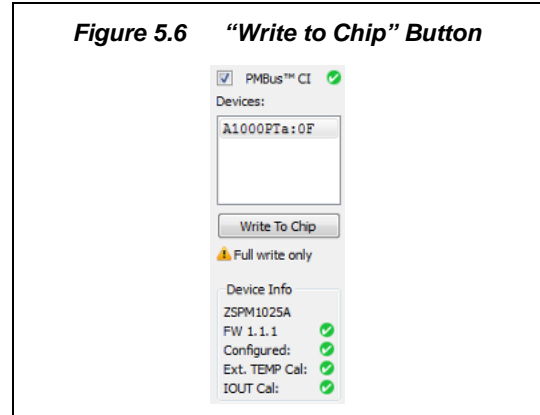 Figure 5.6 “Write to Chip” Button
PMBus™ CI
Devices:
A1000PTa:0F
Write To Chip
Full write only
Device Info
ZSPM1025A
FW 1.1.1
Configured:
Ext. TEMP Cal:
IOUT Cal: